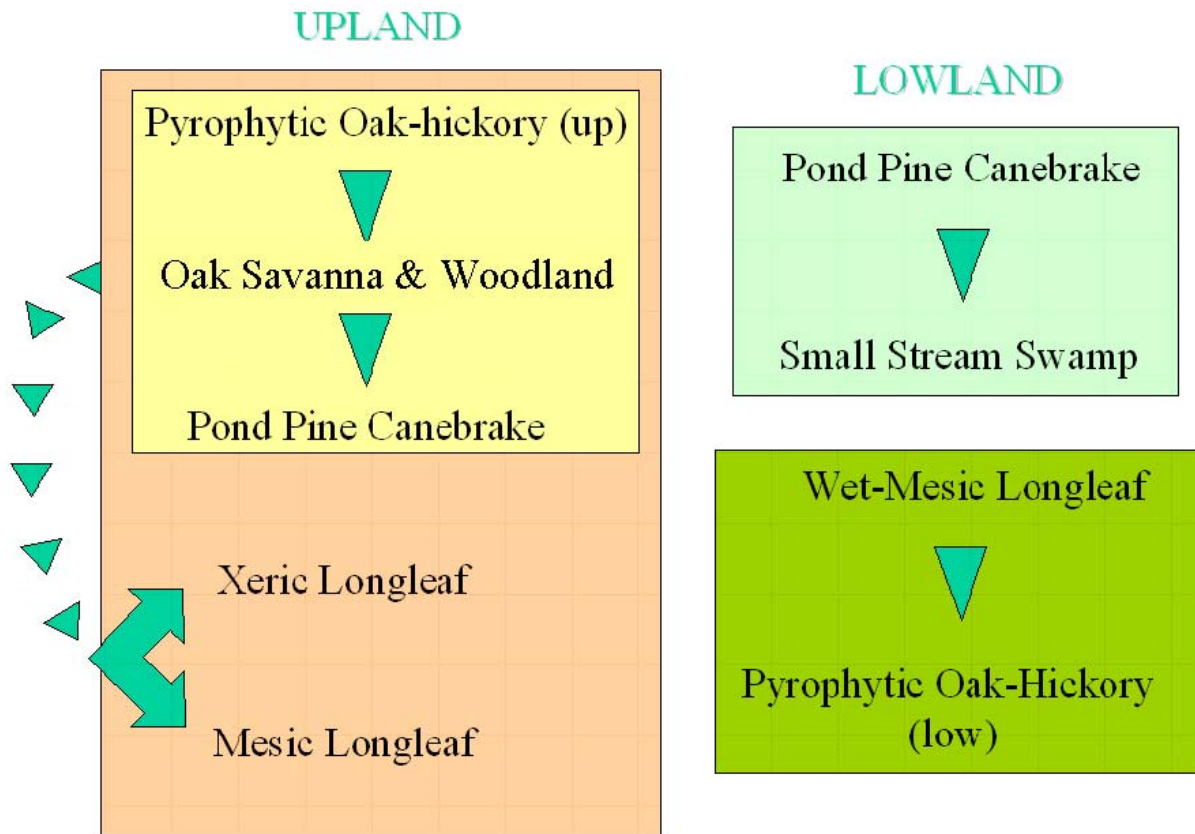 UPLAND
Pyrophytic Oak-hickory (up)
Oak Savanna & Woodland
Pond Pine Canebrake
Xeric Longleaf
Mesic Longleaf
LOWLAND
Pond Pine Canebrake
Small Stream Swamp
Wet-Mesic Longleaf
Pyrophytic Oak-Hickory
(low)